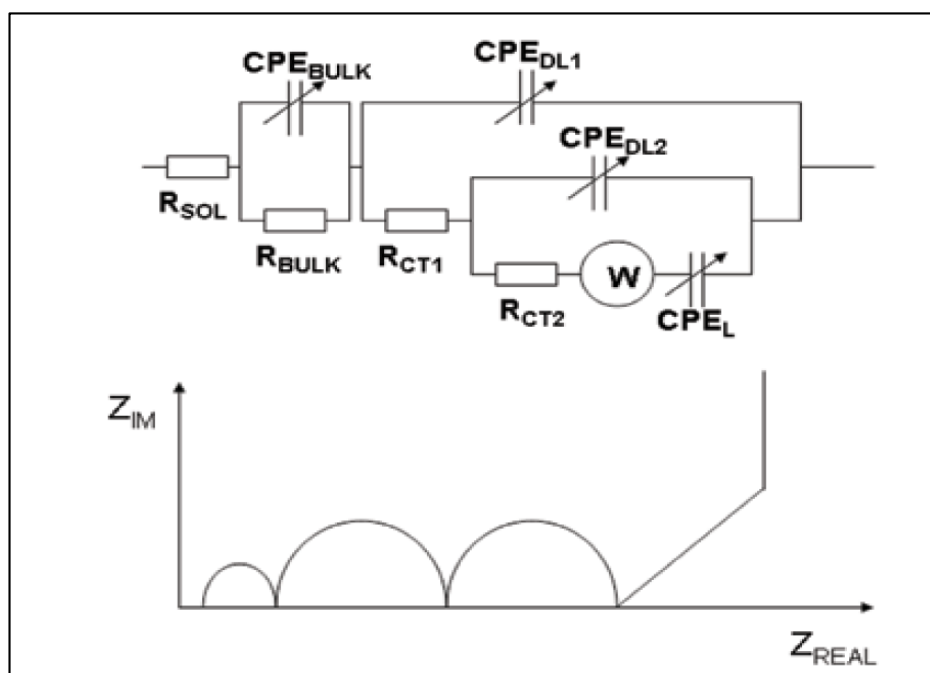 CPE_BULK
CPE_DL1
CPE_DL2
R_SOL
R_BULK
R_CT1
R_CT2
W
CPE_L
Z_IM
Z_REAL